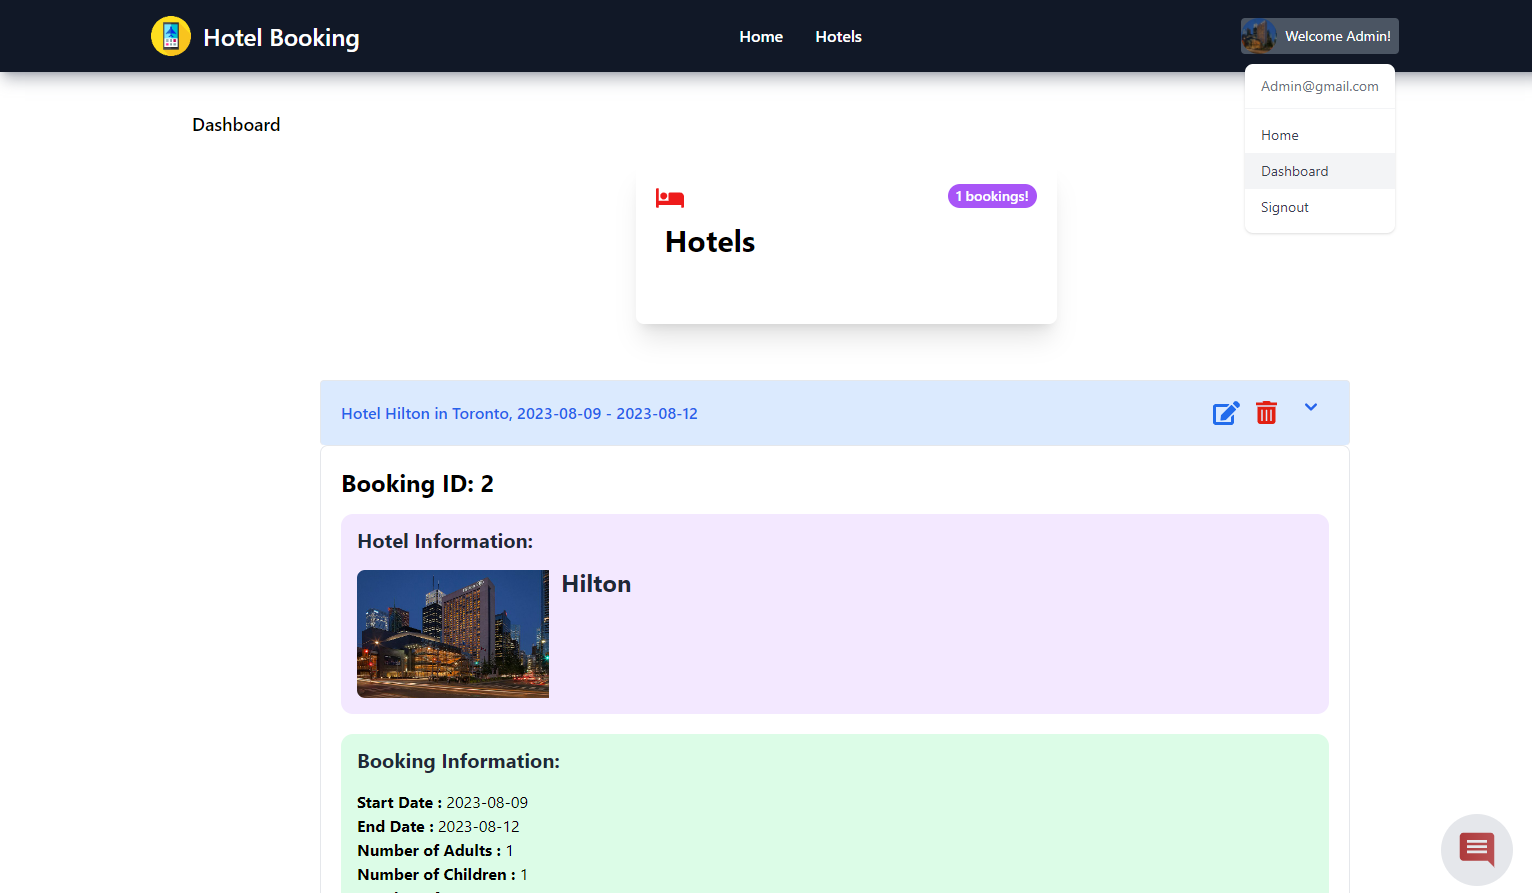 Hotel Booking
Home
Hotels
Welcome Admin!
Admin@gmail.com
Home
Dashboard
Signout
Dashboard
1 bookings!
Hotels
Hotel Hilton in Toronto, 2023-08-09 - 2023-08-12
Booking ID: 2
Hotel Information:
Hilton
Booking Information:
Start Date : 2023-08-09
End Date : 2023-08-12
Number of Adults : 1
Number of Children : 1